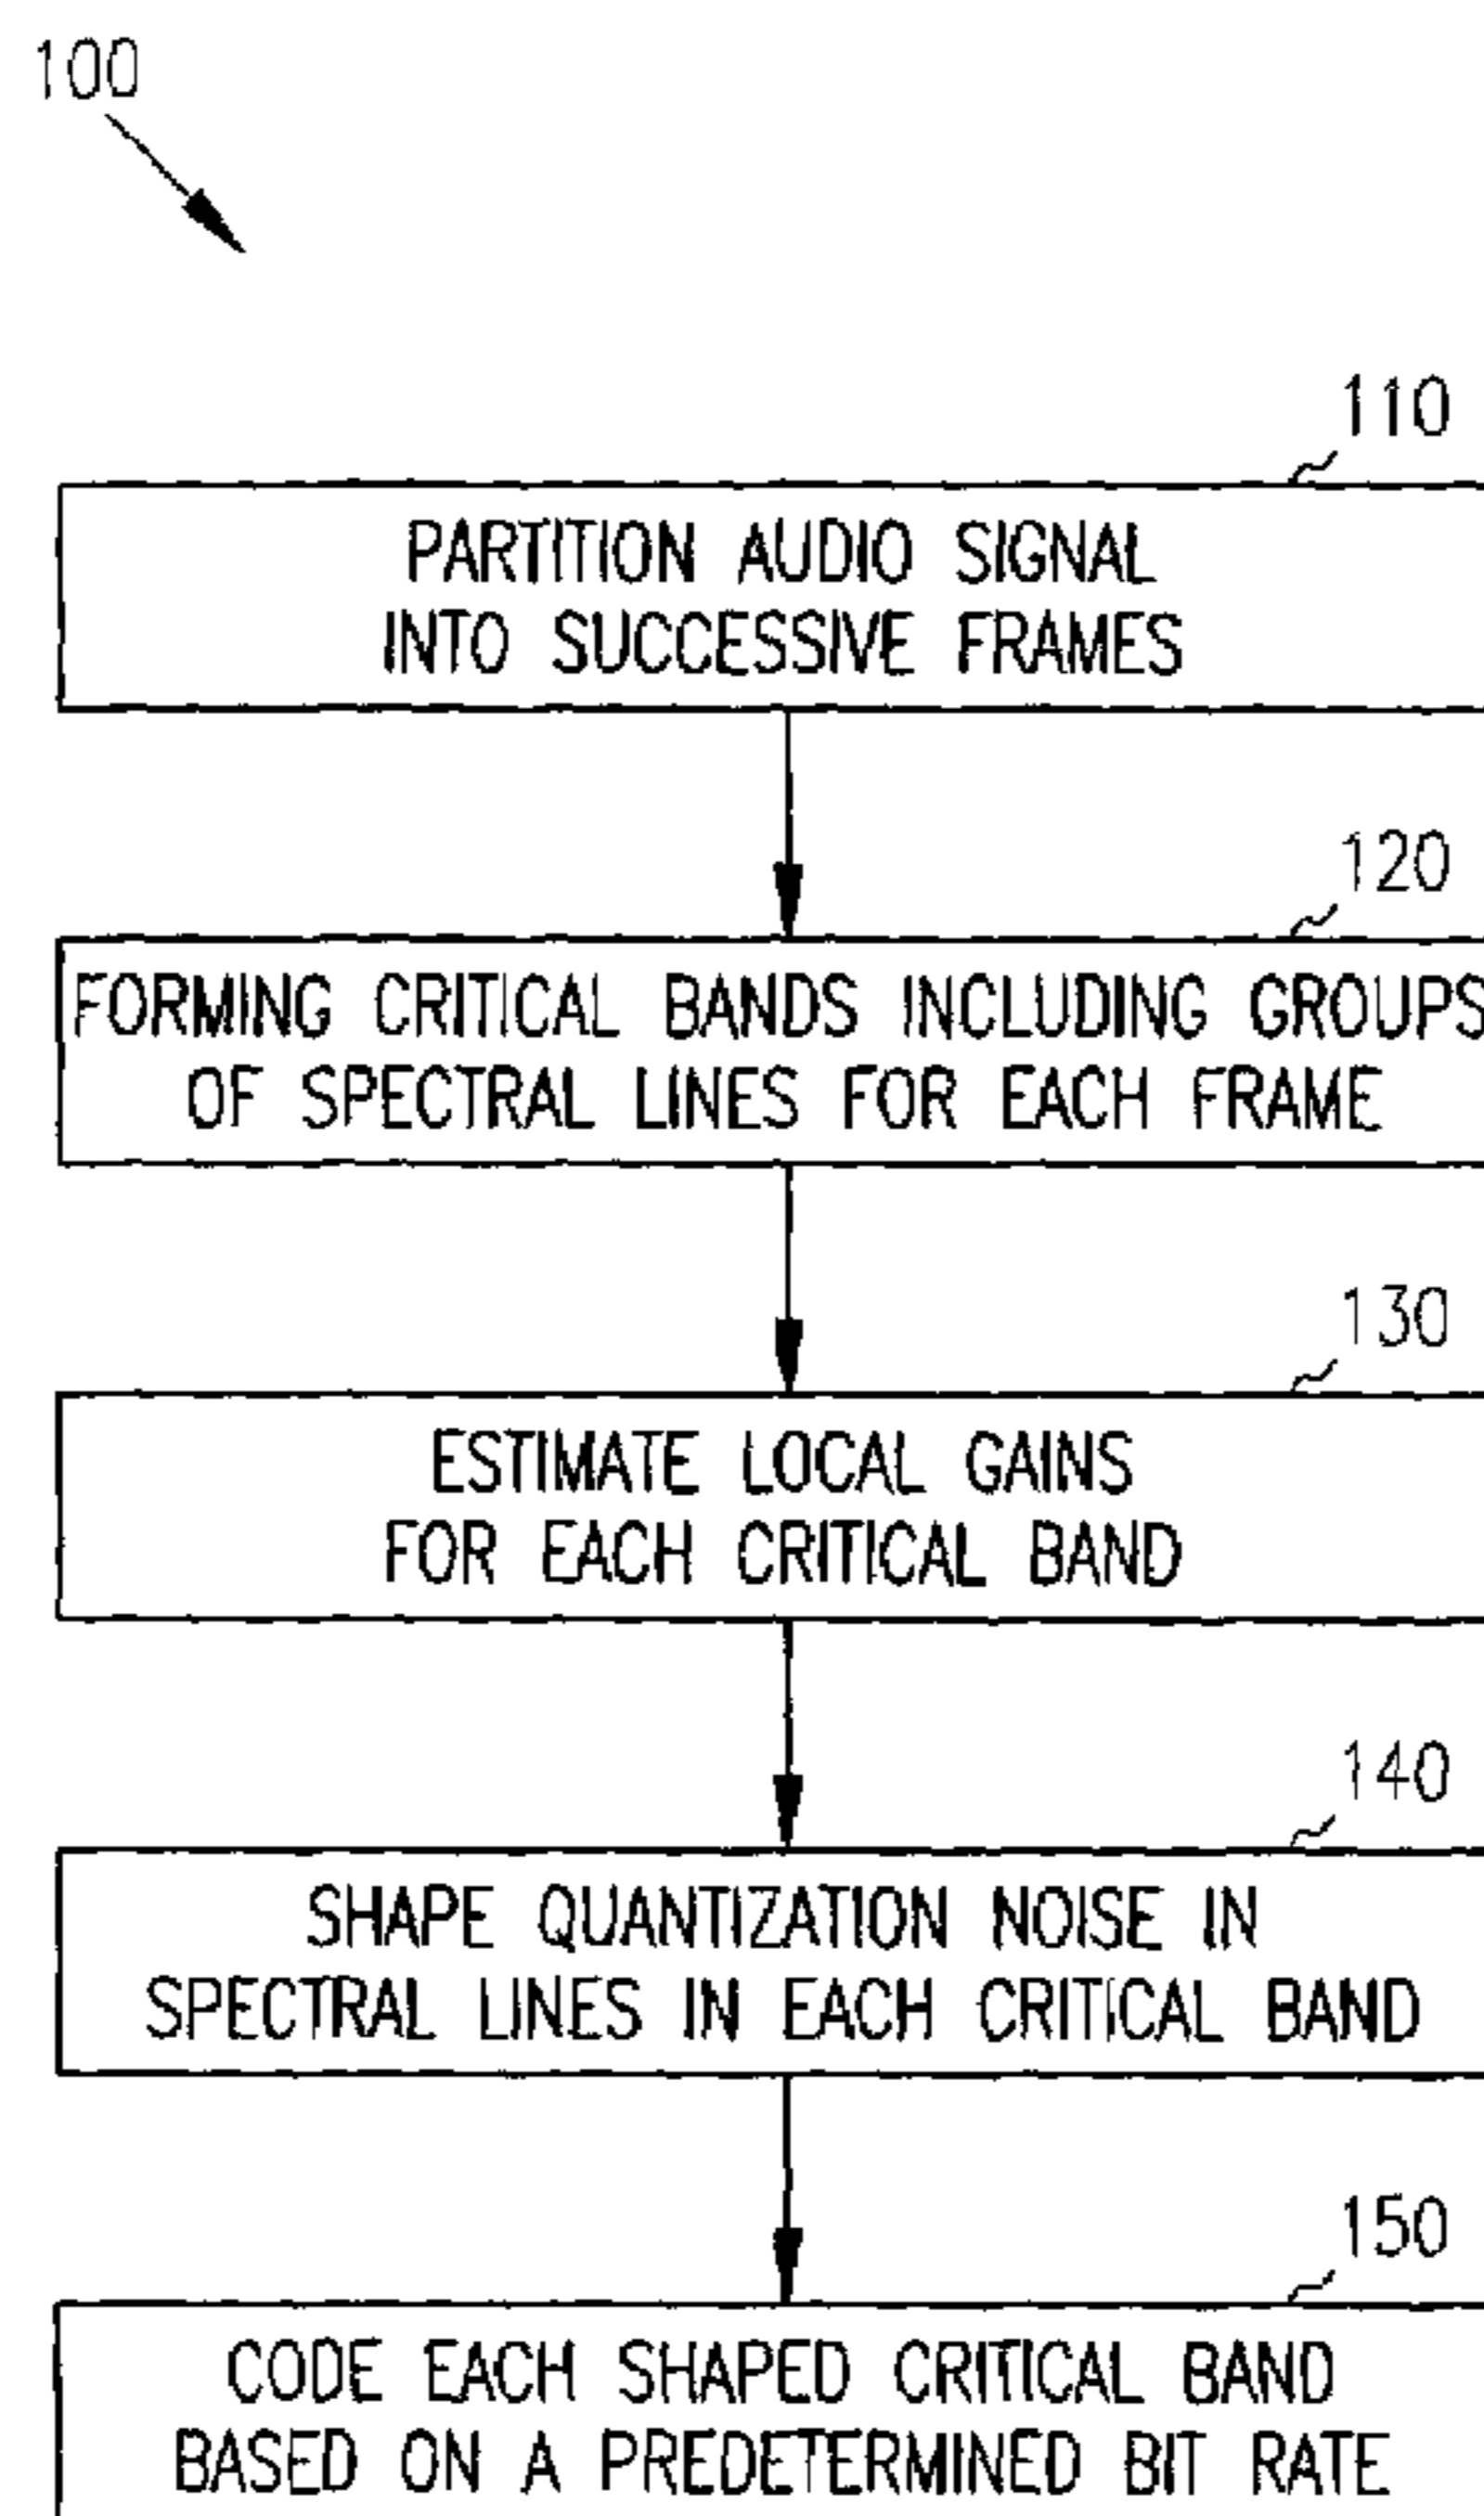 100
110
PARTITION AUDIO SIGNAL
INTO SUCCESSIVE FRAMES
120
FORMING CRITICAL BANDS INCLUDING GROUPS
OF SPECTRAL LINES FOR EACH FRAME
130
ESTIMATE LOCAL GAINS
FOR EACH CRITICAL BAND
140
SHAPE QUANTIZATION NOISE IN
SPECTRAL LINES IN EACH CRITICAL BAND
150
CODE EACH SHAPED CRITICAL BAND
BASED ON A PREDETERMINED BIT RATE